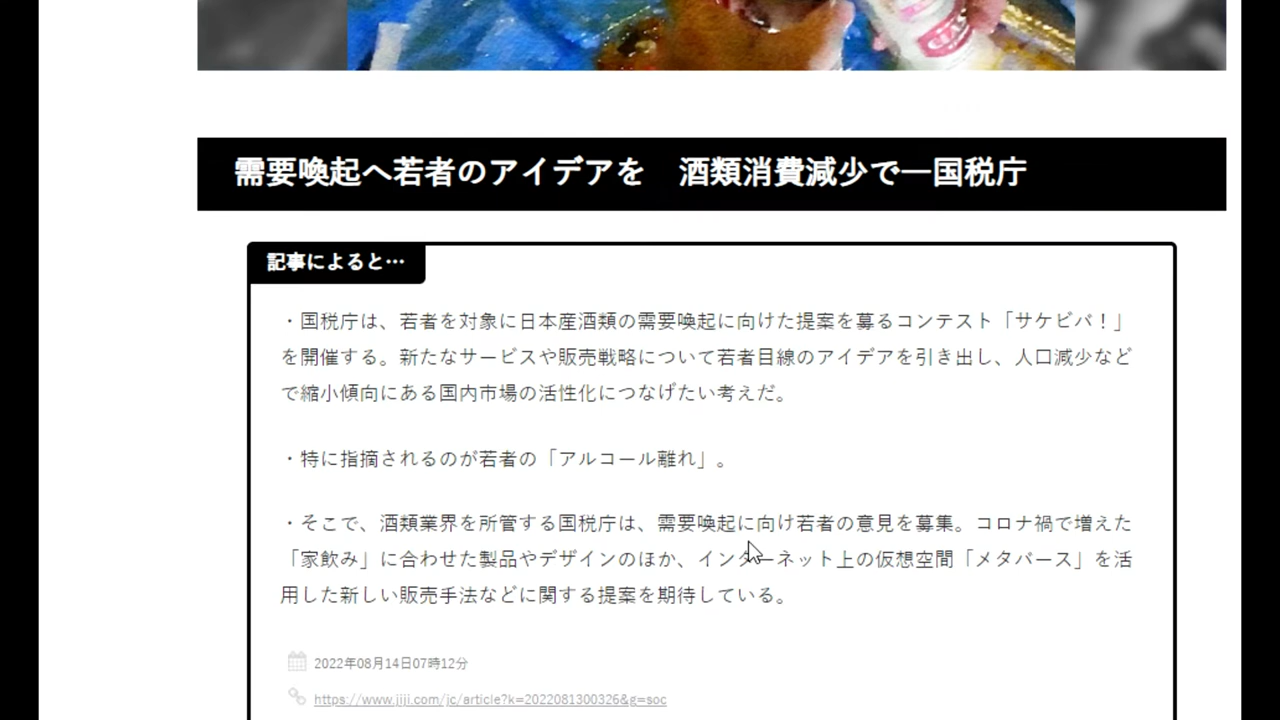 需要喚起へ若者のアイデアを　酒類消費減少で―国税庁
記事によると…
・国税庁は、若者を対象に日本産酒類の需要喚起に向けた提案を募るコンテスト「サケビバ！」
を開催する。新たなサービスや販売戦略について若者目線のアイデアを引き出し、人口減少など
で縮小傾向にある国内市場の活性化につなげたい考えだ。
・特に指摘されるのが若者の「アルコール離れ」。
・そこで、酒類業界を所管する国税庁は、需要喚起に向け若者の意見を募集。コロナ禍で増えた
「家飲み」に合わせた製品やデザインのほか、インターネット上の仮想空間「メタバース」を活
用した新しい販売手法などに関する提案を期待している。
2022年08月14日07時12分
https://www.jiji.com/jc/article?k=2022081300326&g=soc